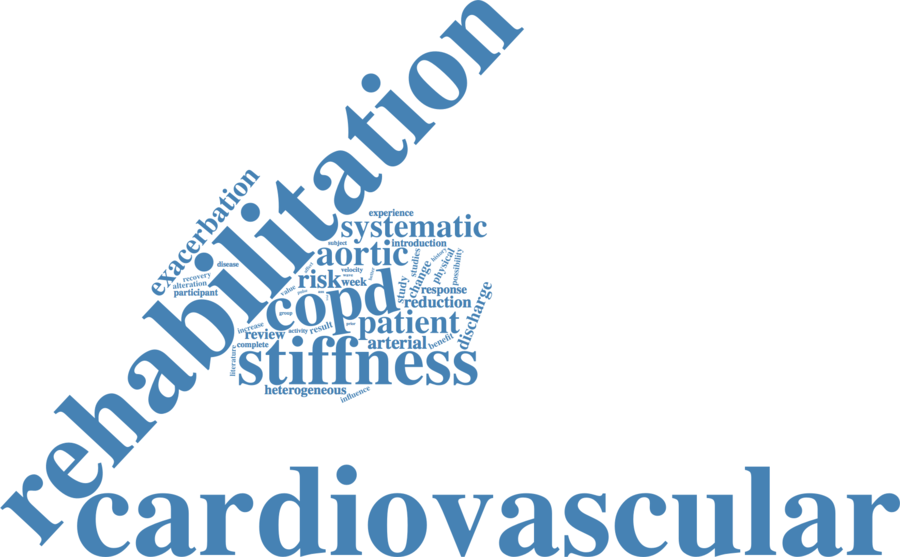 rehabilitation
exacerbation
experience
systematic
subject
introduction
aortic
disease
studies
history
physical
possibility
change
velocity
recovery
alteration
participant
risk
week
study
response
value
copd
reduction
discharge
group
patient
increase
activity
result
review
complete
arterial
benefit
literature
stiffness
heterogeneous
influence
cardiovascular